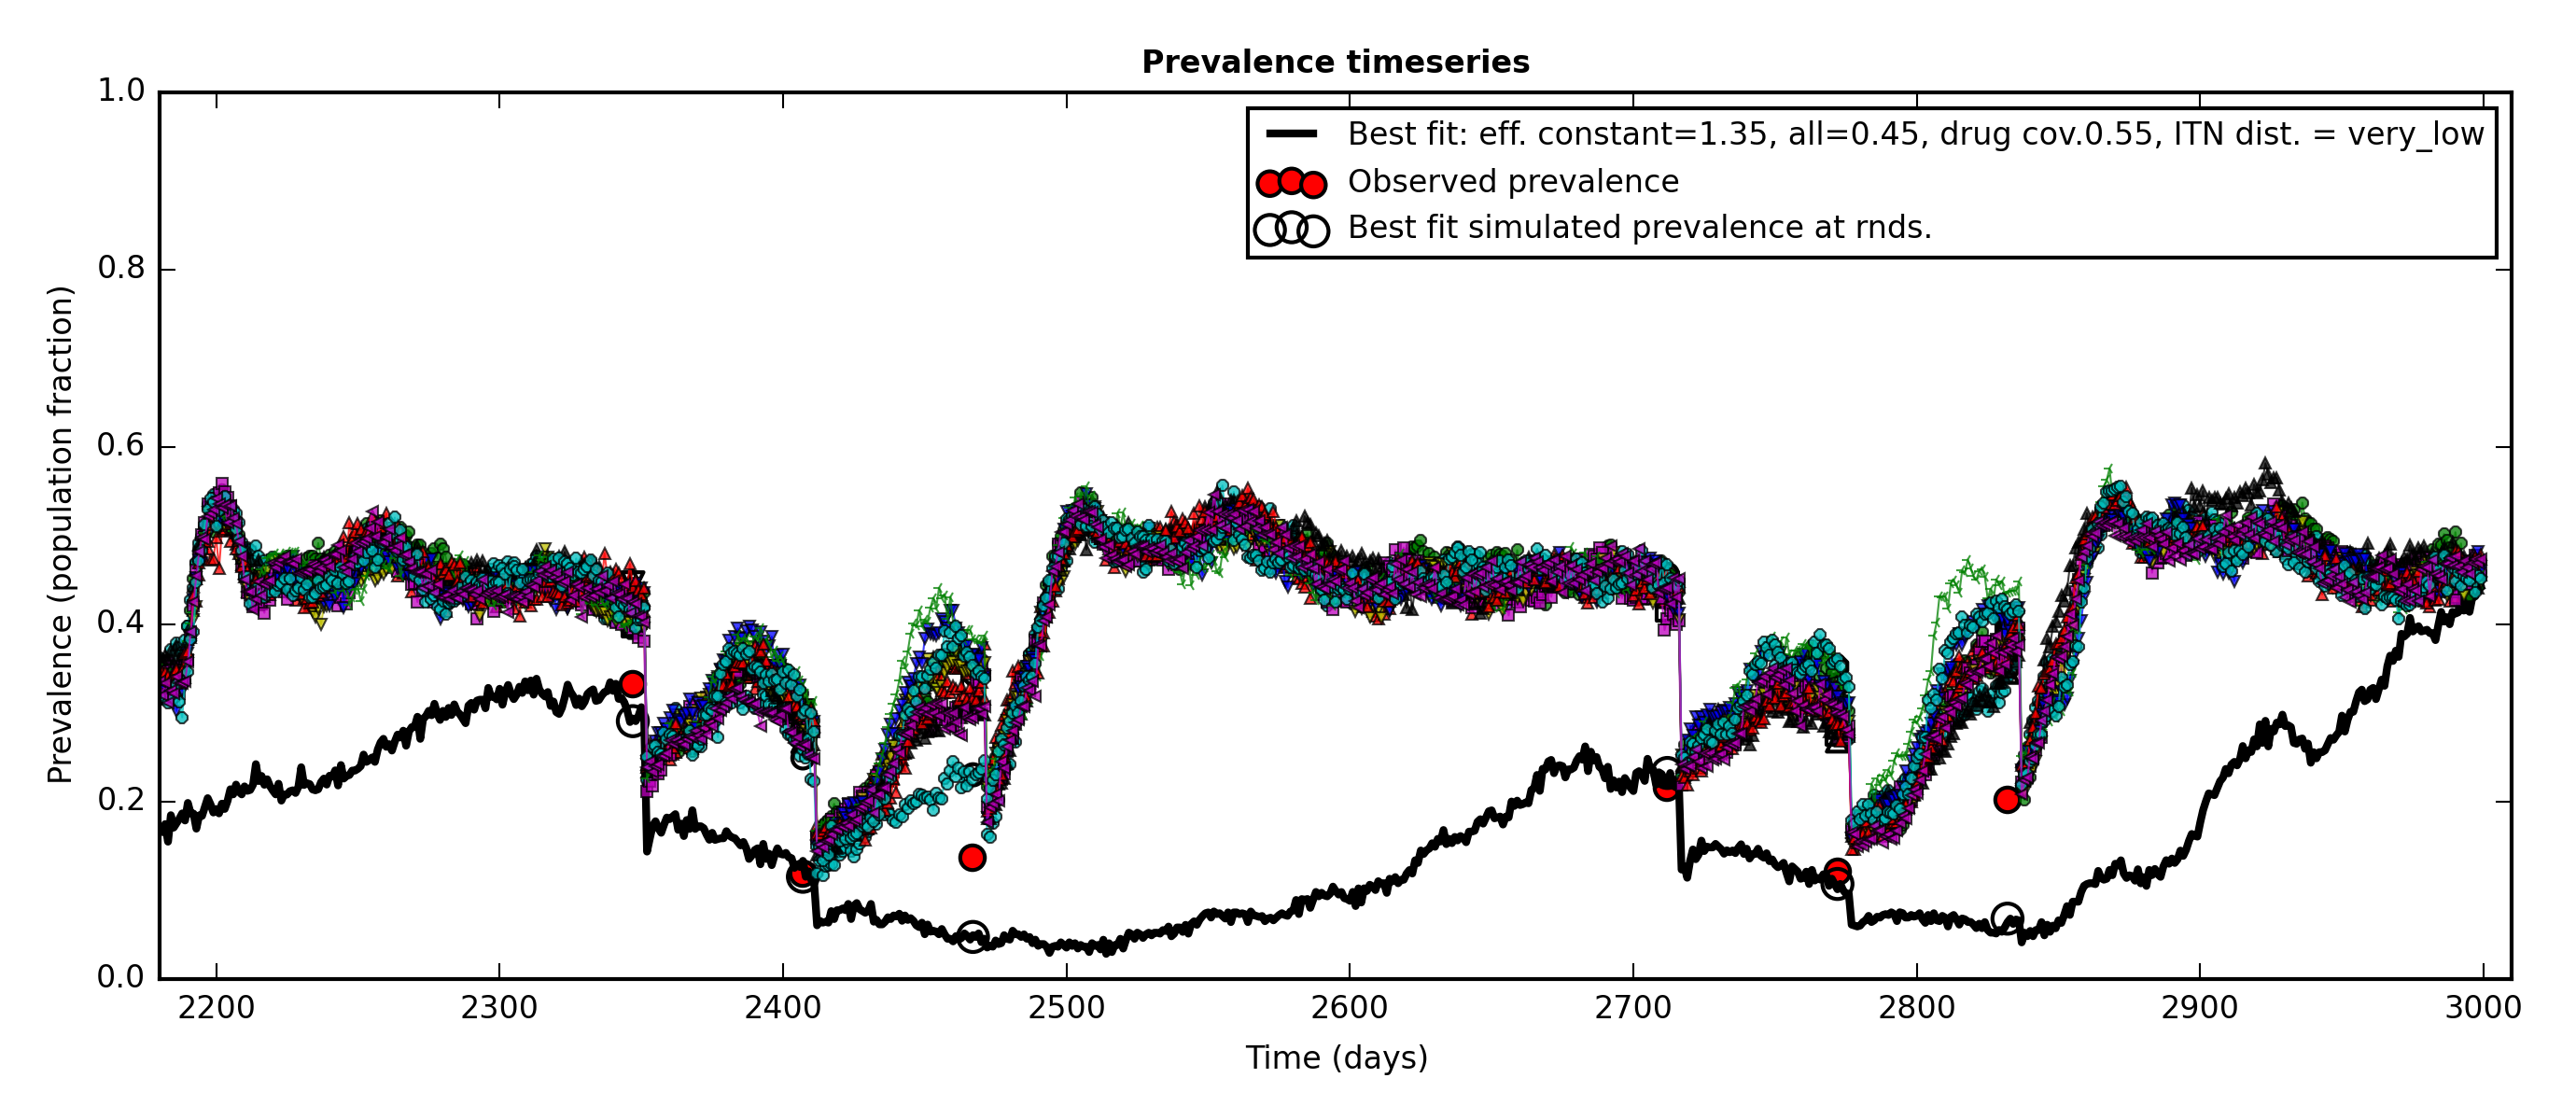 Prevalence timeseries
Best fit: eff. constant=1.35, all=0.45, drug cov.0.55, ITN dist. = very_low
Observed prevalence
Best fit simulated prevalence at rnds.
Prevalence (population fraction)
1.0
0.8
0.6
0.4
0.2
0.0
2200 2300 2400 2500 2600 2700 2800 2900 3000
Time (days)